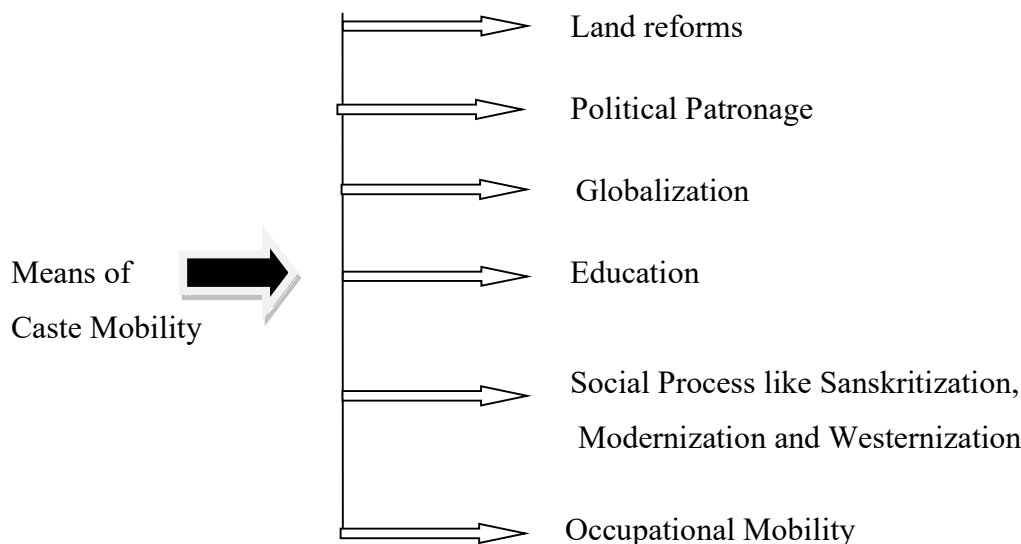 Land reforms
Political Patronage
Globalization
Education
Means of
Caste Mobility
Social Process like Sanskritization,
Modernization and Westernization
Occupational Mobility